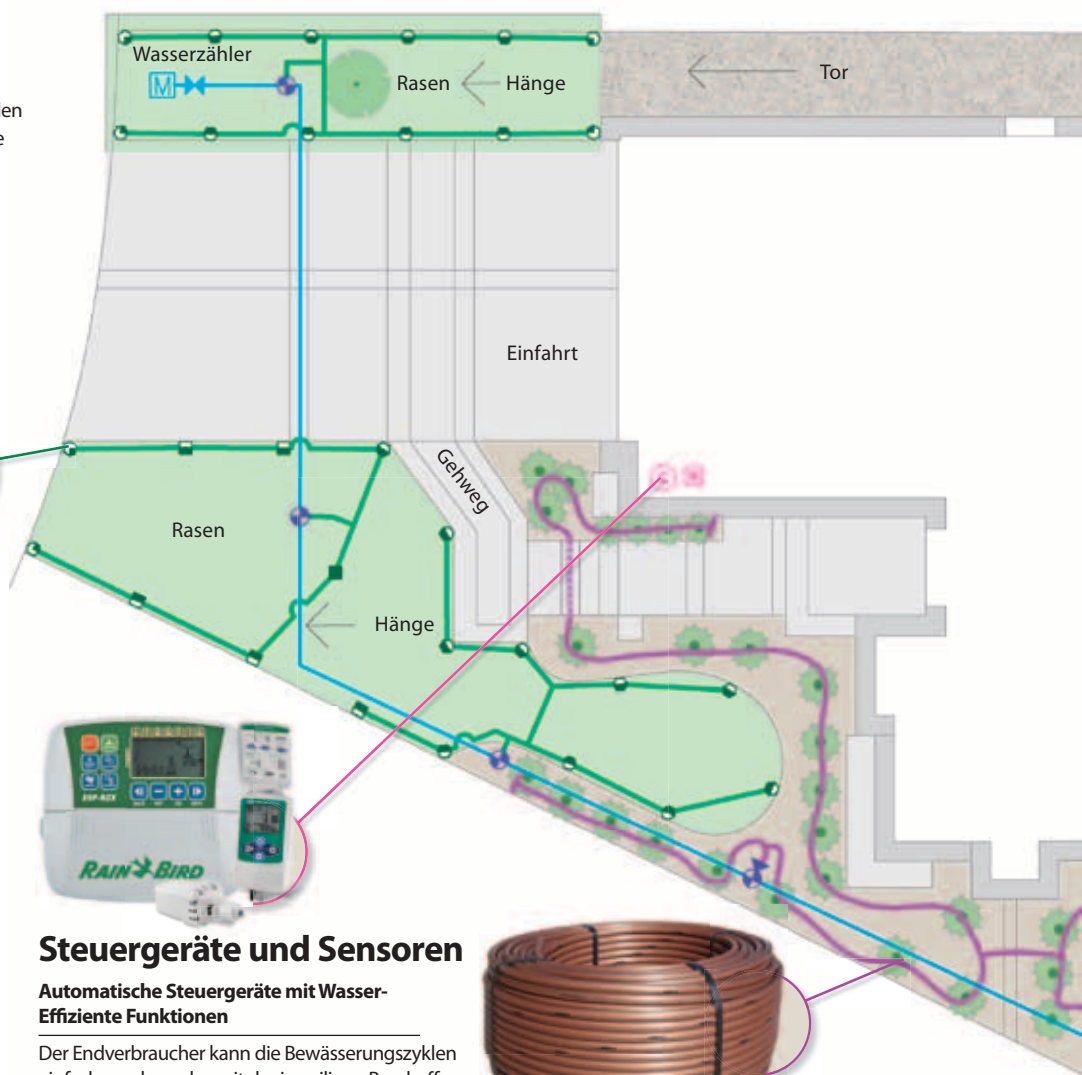 Wasserzähler
M
Rasen
Hänge
Tor
Einfahrt
Gehweg
Rasen
Hänge
RAIN BIRD
Steuergeräte und Sensoren
Automatische Steuergeräte mit Wasser-
Effiziente Funktionen
Der Endverbraucher kann die Bewässerungszyklen